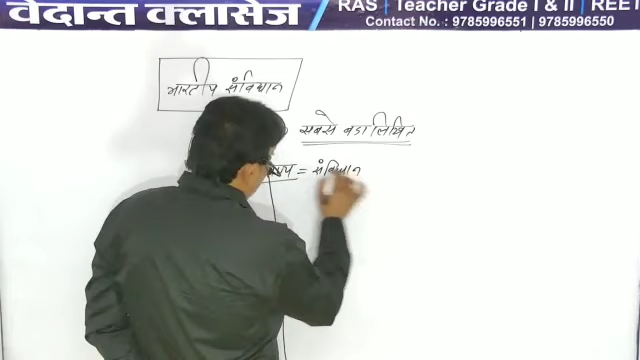 वेदान्त क्लासेज
RAS | Teacher Grade I & II | REET
Contact No. : 9785996551 | 9785996550
भारतीय संविधान
सबसे बडा लिखित
= संविधान